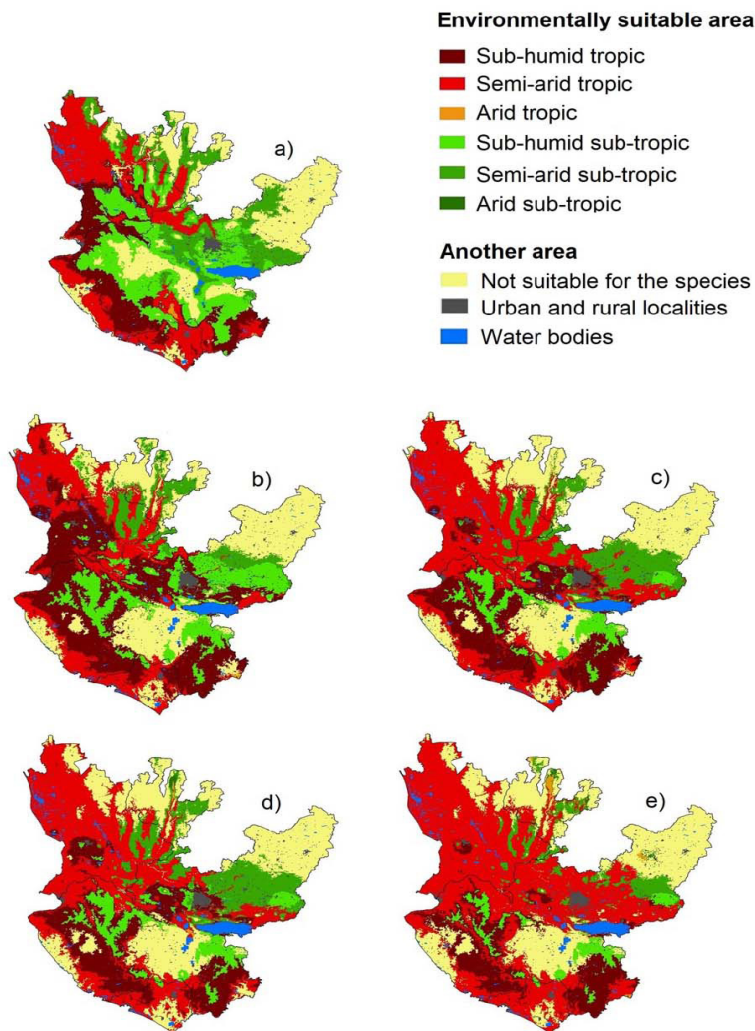 Environmentally suitable area
Sub-humid tropic
Semi-arid tropic
Arid tropic
Sub-humid sub-tropic
Semi-arid sub-tropic
Arid sub-tropic
Another area
Not suitable for the species
Urban and rural localities
Water bodies
a)
b)
c)
d)
e)